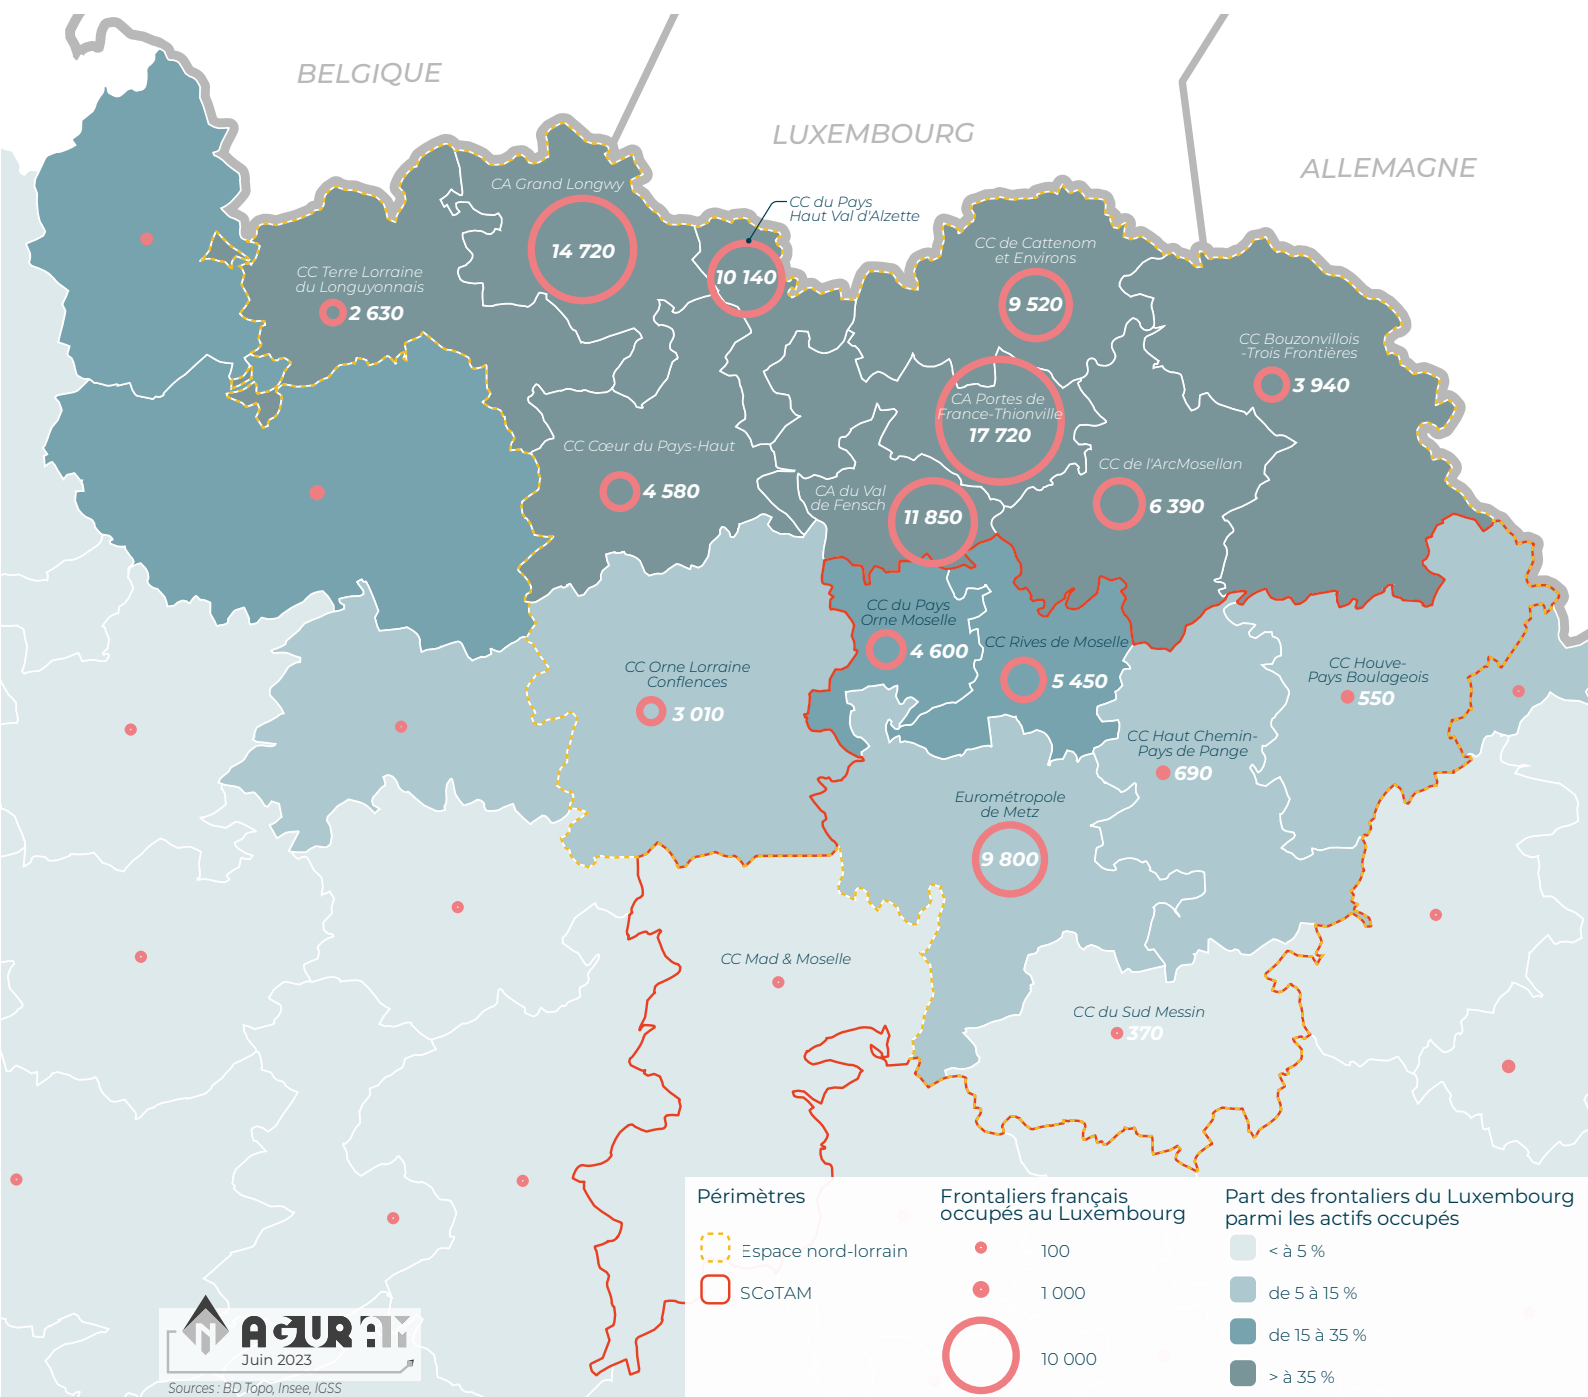 BELGIQUE
LUXEMBOURG
ALLEMAGNE
CA Grand Longwy
14 720
CC du Pays
Haut Val d'Alzette
10 140
CC de Cattenom
et Environs
9 520
CC Terre Lorraine
du Longuyonnais
2 630
CC Bouzonvillois
-Trois Frontières
3 940
CA Portes de
France-Thionville
17 720
CC Cœur du Pays-Haut
4 580
CC de l'ArcMosellan
6 390
CA du Val
de Fensch
11 850
CC du Pays
Orne Moselle
4 600
CC Rives de Moselle
5 450
CC Orne Lorraine
Conflences
3 010
CC Houve-
Pays Boulageois
550
CC Haut Chemin-
Pays de Pange
690
Eurométropole
de Metz
9 800
CC Mad & Moselle
CC du Sud Messin
370
Périmètres
Espace nord-lorrain
SCoTAM
Frontaliers français
occupés au Luxembourg
100
1 000
10 000
Part des frontaliers du Luxembourg
parmi les actifs occupés
< à 5 %
de 5 à 15 %
de 15 à 35 %
> à 35 %
N
AGURAM
Juin 2023
Sources : BD Topo, Insee, IGSS